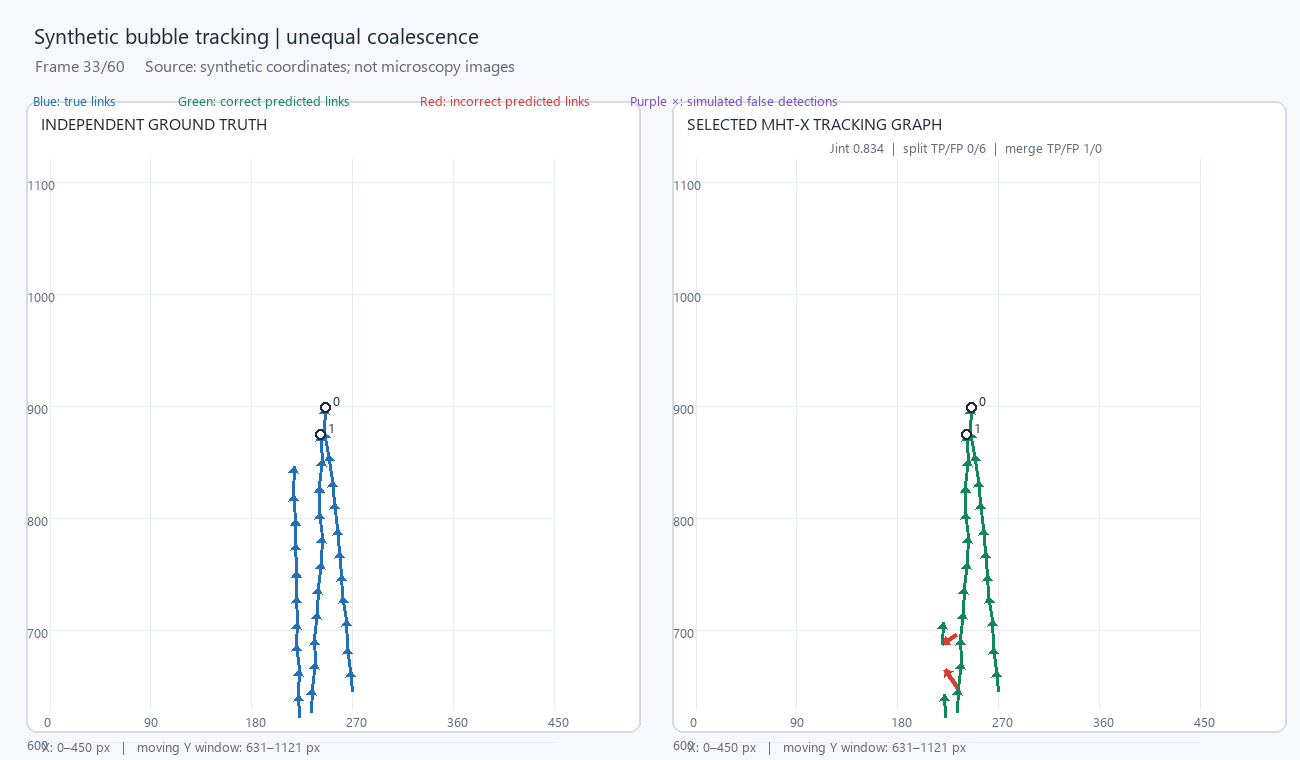 Synthetic bubble tracking | unequal coalescence
Frame 33/60 Source: synthetic coordinates; not microscopy images
Blue: true links Green: correct predicted links Red: incorrect predicted links Purple ×: simulated false detections
INDEPENDENT GROUND TRUTH
1100
1000
900
800
700
600
0
1
0 90 180 270 360 450
X: 0–450 px | moving Y window: 631–1121 px
SELECTED MHT-X TRACKING GRAPH
Jint 0.834 | split TP/FP 0/6 | merge TP/FP 1/0
1100
1000
900
800
700
600
0
1
0 90 180 270 360 450
X: 0–450 px | moving Y window: 631–1121 px